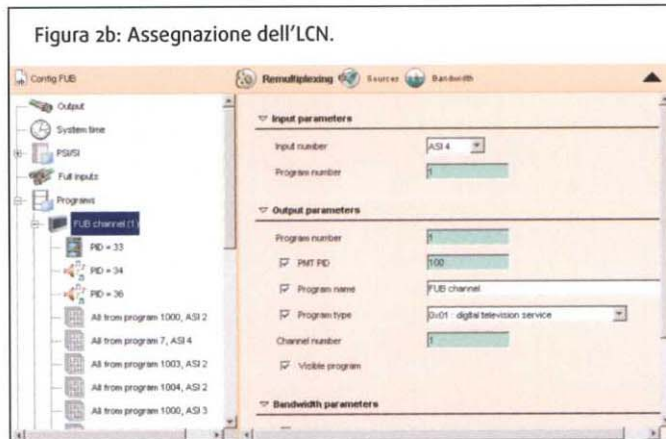 Figura 2b: Assegnazione dell'LCN.
Config FUB
Remultiplexing Sources Bandwidth
Output
System time
PSI/SI
Full inputs
Programs
FUB channel (1)
PID = 33
PID = 34
PID = 36
All from program 1000, ASI 2
All from program 7, ASI 4
All from program 1003, ASI 2
All from program 1004, ASI 2
All from program 1000, ASI 3
Input parameters
Input number ASI 4
Program number 1
Output parameters
Program number 1
PMT PID 100
Program name FUB channel
Program type 0x01 : digital television service
Channel number 1
Visible program
Bandwidth parameters